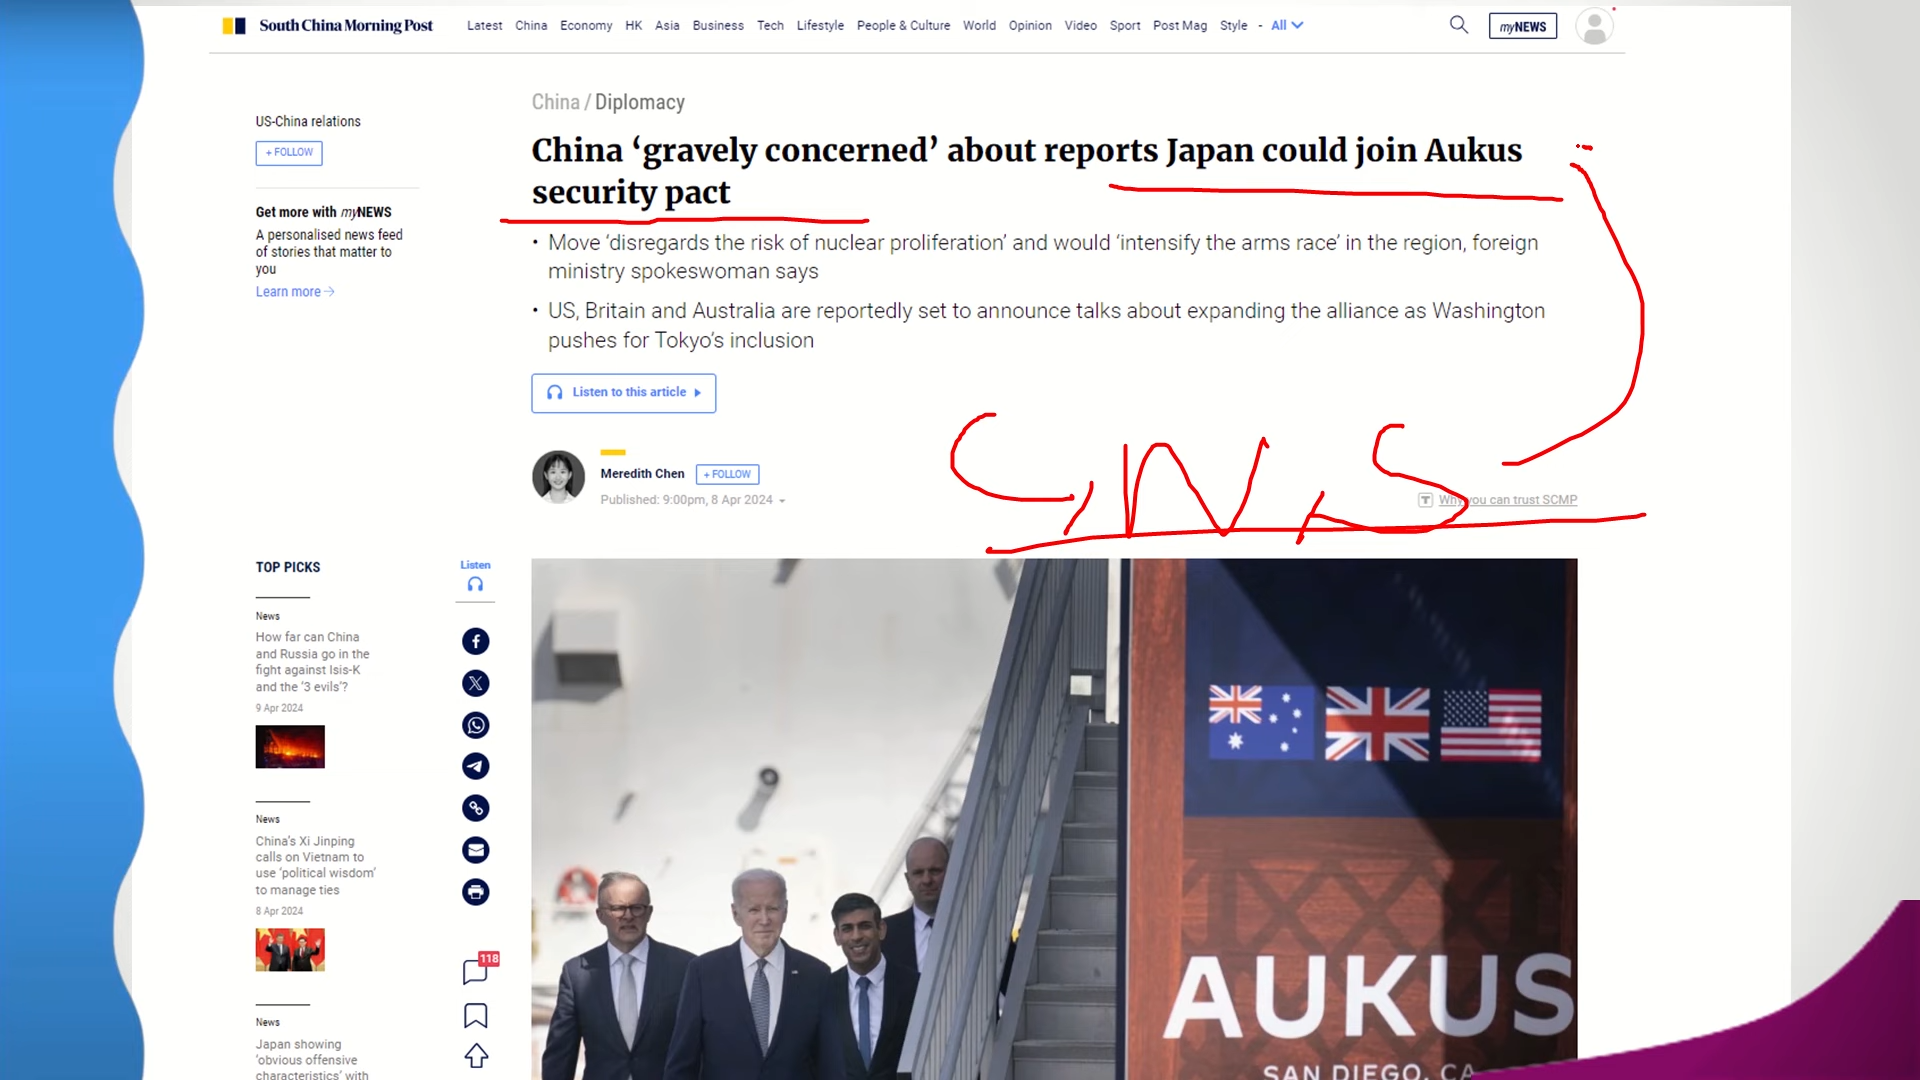 South China Morning Post
Latest China Economy HK Asia Business Tech Lifestyle People & Culture World Opinion Video Sport Post Mag Style - All
myNEWS
US-China relations
+ FOLLOW
Get more with myNEWS
A personalised news feed
of stories that matter to
you
Learn more
China / Diplomacy
China ‘gravely concerned’ about reports Japan could join Aukus
security pact
• Move ‘disregards the risk of nuclear proliferation’ and would ‘intensify the arms race’ in the region, foreign
ministry spokeswoman says
• US, Britain and Australia are reportedly set to announce talks about expanding the alliance as Washington
pushes for Tokyo’s inclusion
Listen to this article
C, N, S
Meredith Chen
+ FOLLOW
Published: 9:00pm, 8 Apr 2024
Why you can trust SCMP
TOP PICKS
News
How far can China
and Russia go in the
fight against Isis-K
and the ‘3 evils’?
9 Apr 2024
News
China’s Xi Jinping
calls on Vietnam to
use ‘political wisdom’
to manage ties
8 Apr 2024
News
Japan showing
‘obvious offensive
characteristics’ with
Listen
118
AUKUS
SAN DIEGO, CA